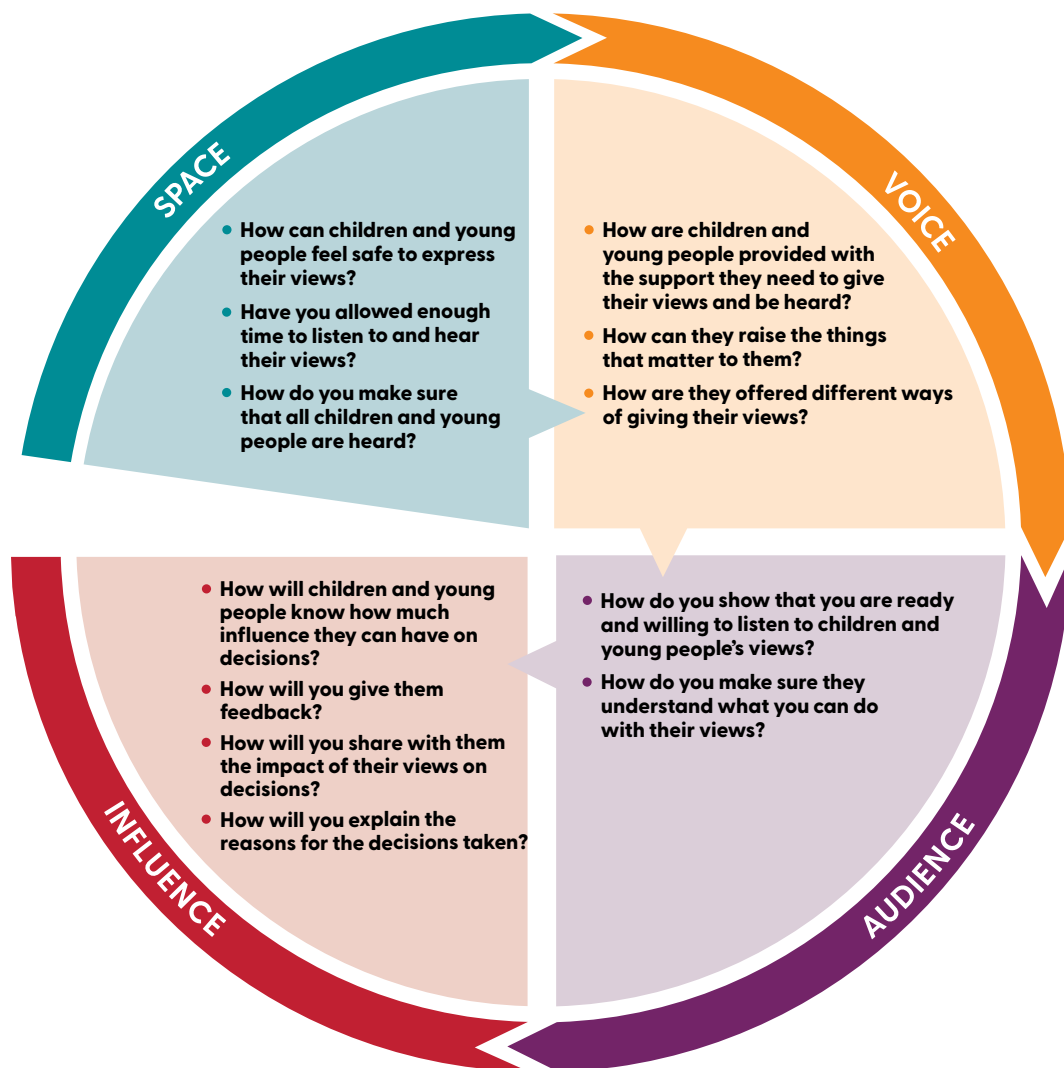 SPACE
• How can children and young
people feel safe to express
their views?
• Have you allowed enough
time to listen to and hear
their views?
• How do you make sure
that all children and young
people are heard?
VOICE
• How are children and
young people provided with
the support they need to give
their views and be heard?
• How can they raise the things
that matter to them?
• How are they offered different ways
of giving their views?
AUDIENCE
• How do you show that you are ready
and willing to listen to children and
young people’s views?
• How do you make sure they
understand what you can do
with their views?
INFLUENCE
• How will children and young
people know how much
influence they can have on
decisions?
• How will you give them
feedback?
• How will you share with them
the impact of their views on
decisions?
• How will you explain the
reasons for the decisions taken?